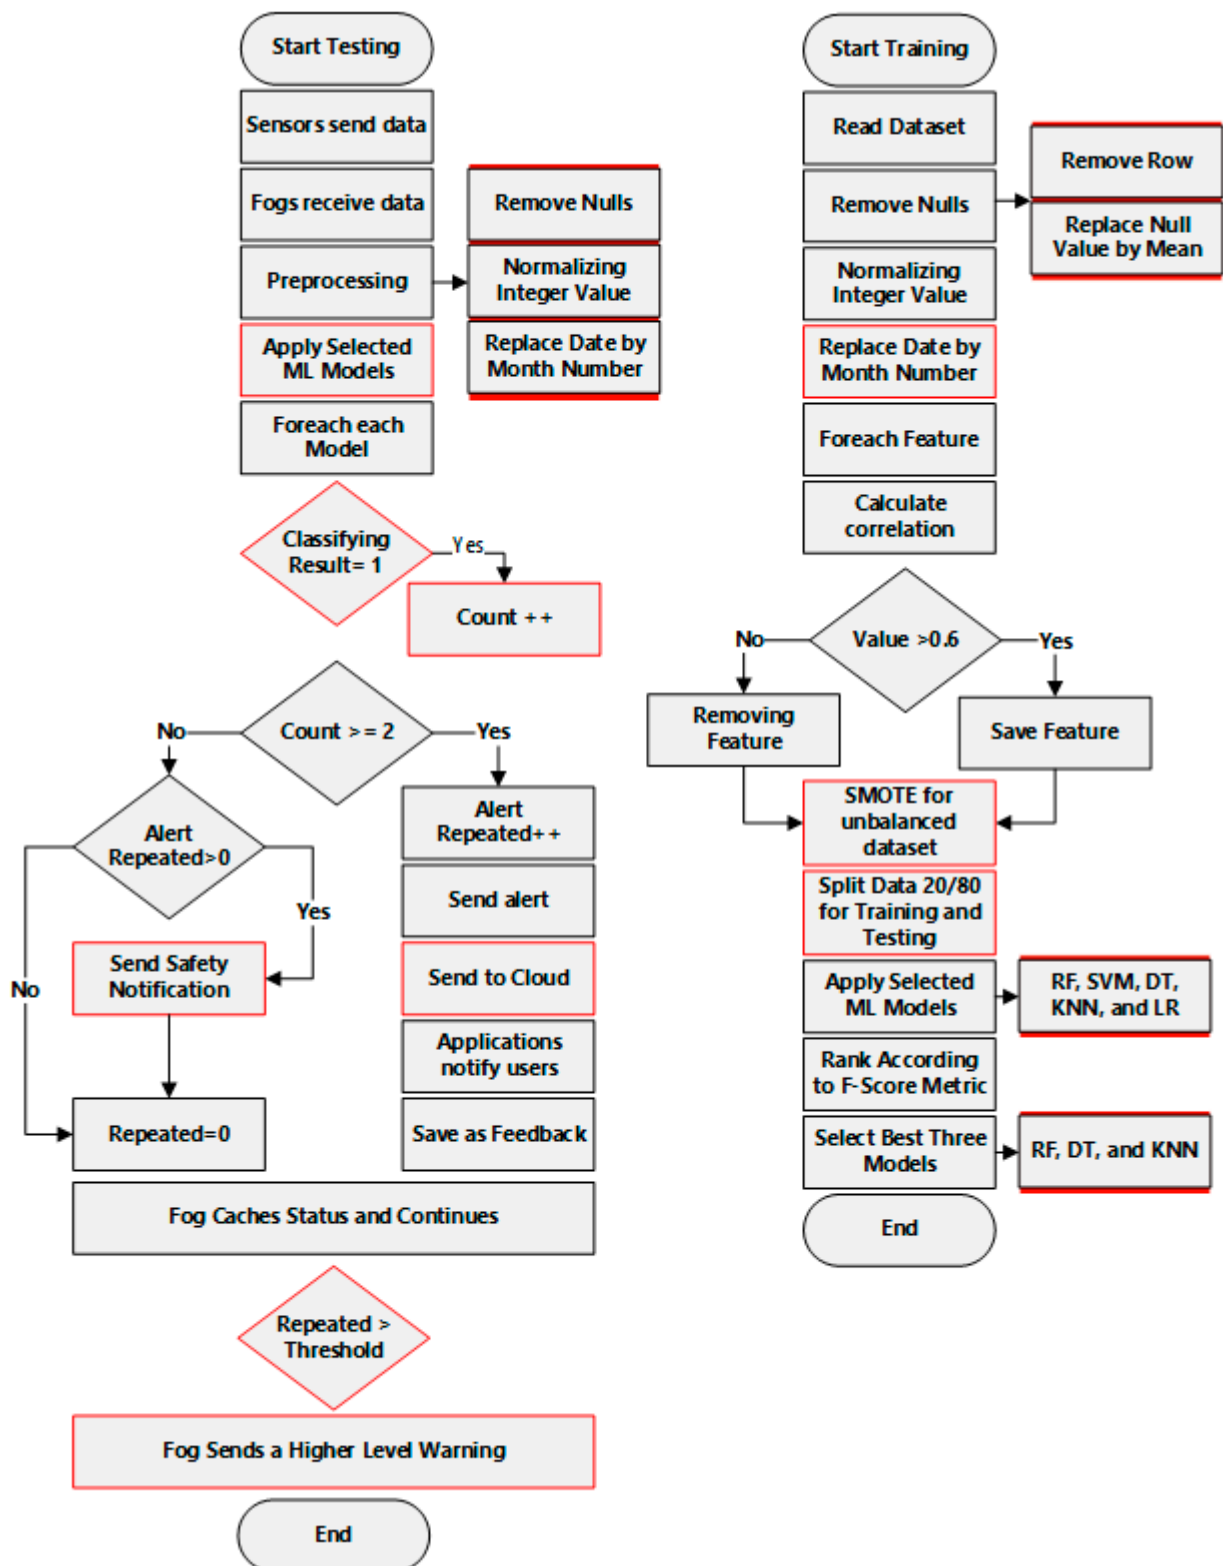 Start Testing
Sensors send data
Fogs receive data
Preprocessing
Remove Nulls
Normalizing
Integer Value
Replace Date by
Month Number
Apply Selected
ML Models
Foreach each
Model
Classifying
Result= 1
Yes
Count ++
Count >= 2
No
Yes
Alert
Repeated>0
Yes
No
Send Safety
Notification
Repeated=0
Alert
Repeated++
Send alert
Send to Cloud
Applications
notify users
Save as Feedback
Fog Caches Status and Continues
Repeated >
Threshold
Fog Sends a Higher Level Warning
End
Start Training
Read Dataset
Remove Nulls
Remove Row
Replace Null
Value by Mean
Normalizing
Integer Value
Replace Date by
Month Number
Foreach Feature
Calculate
correlation
Value >0.6
No
Yes
Removing
Feature
Save Feature
SMOTE for
unbalanced
dataset
Split Data 20/80
for Training and
Testing
Apply Selected
ML Models
RF, SVM, DT,
KNN, and LR
Rank According
to F-Score Metric
Select Best Three
Models
RF, DT, and KNN
End